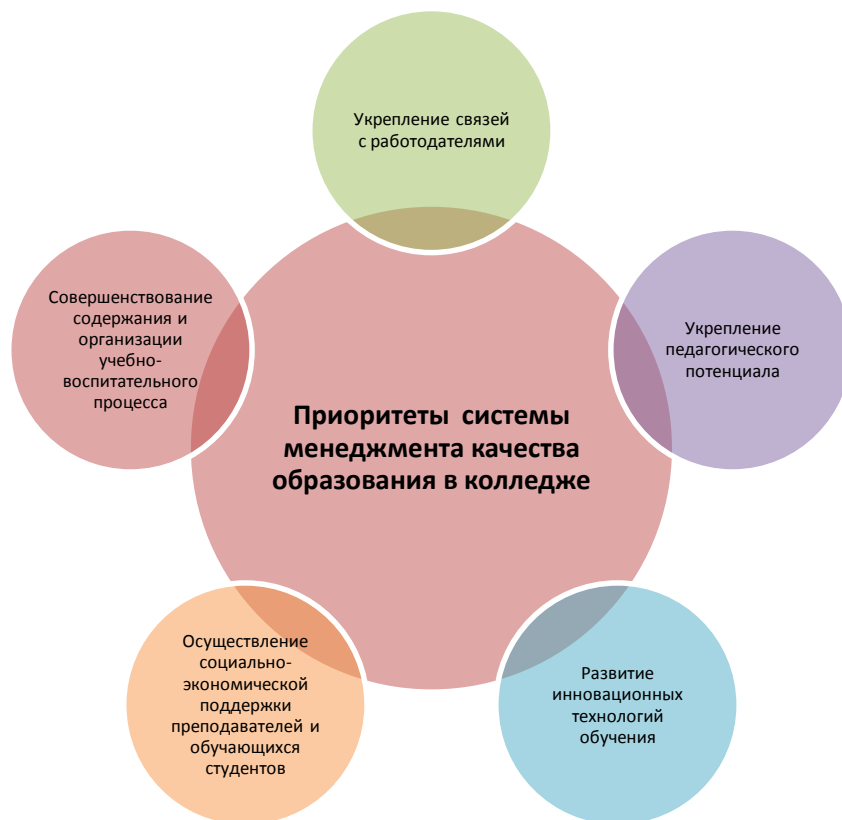 Укрепление связей
с работодателями
Совершенствование
содержания и
организации
учебно-
воспитательного
процесса
Укрепление
педагогического
потенциала
Приоритеты системы
менеджмента качества
образования в колледже
Осуществление
социально-
экономической
поддержки
преподавателей и
обучающихся
студентов
Развитие
инновационных
технологий
обучения